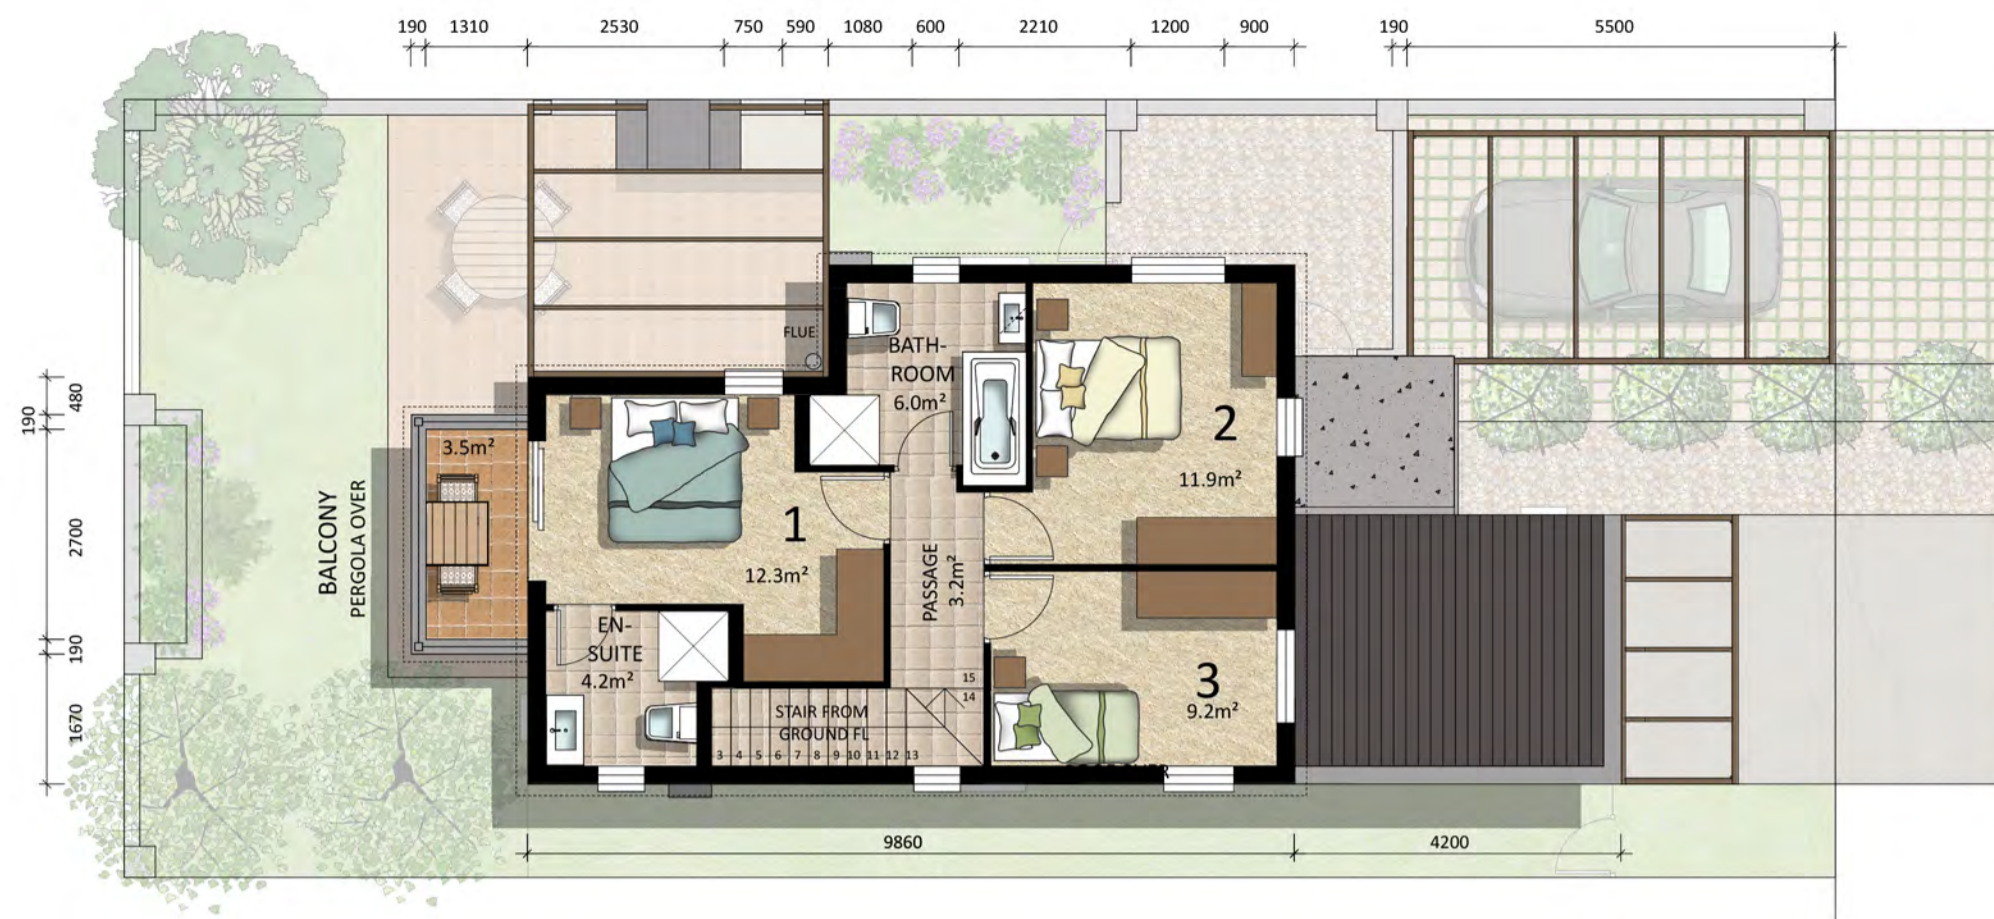 190 1310 2530 750 590 1080 600 2210 1200 900 190 5500
FLUE
BATH-
ROOM
6.0m²
480
190
2700
190
1670
3.5m²
BALCONY
PERGOLA OVER
1
12.3m²
2
11.9m²
PASSAGE
3.2m²
EN-
SUITE
4.2m²
3
9.2m²
15
14
STAIR FROM
GROUND FL
3 4 5 6 7 8 9 10 11 12 13
9860 4200